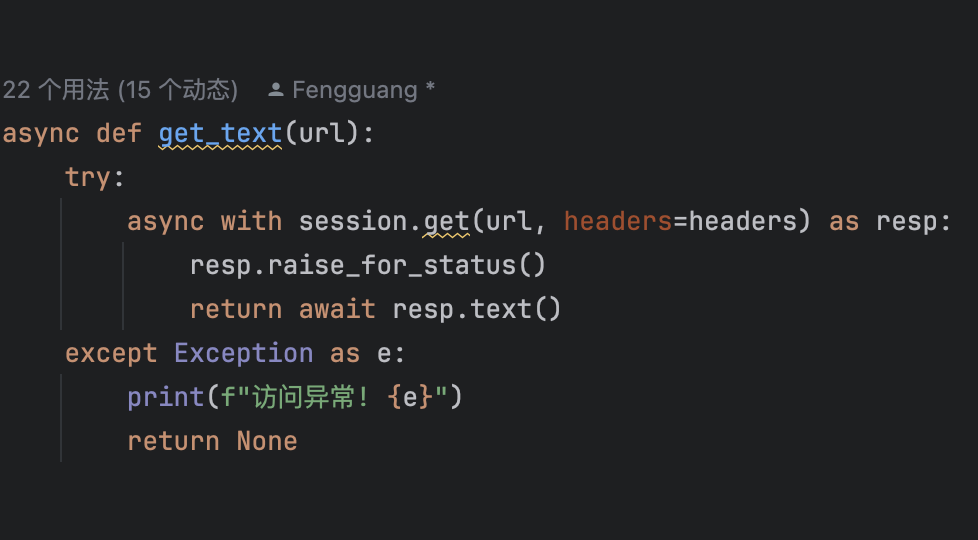 22 个用法 (15 个动态) Fengguang *
async def get_text(url):
    try:
        async with session.get(url, headers=headers) as resp:
            resp.raise_for_status()
            return await resp.text()
    except Exception as e:
        print(f"访问异常! {e}")
        return None